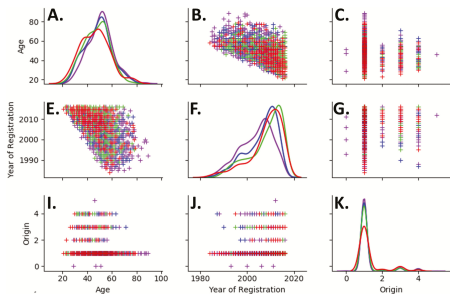 A.
B.
C.
Age
80
60
40
20
E.
F.
G.
Year of Registration
2010
2000
1990
I.
J.
K.
Origin
4
2
0
20 40 60 80 100
1980 2000 2020
0 2 4
Age
Year of Registration
Origin